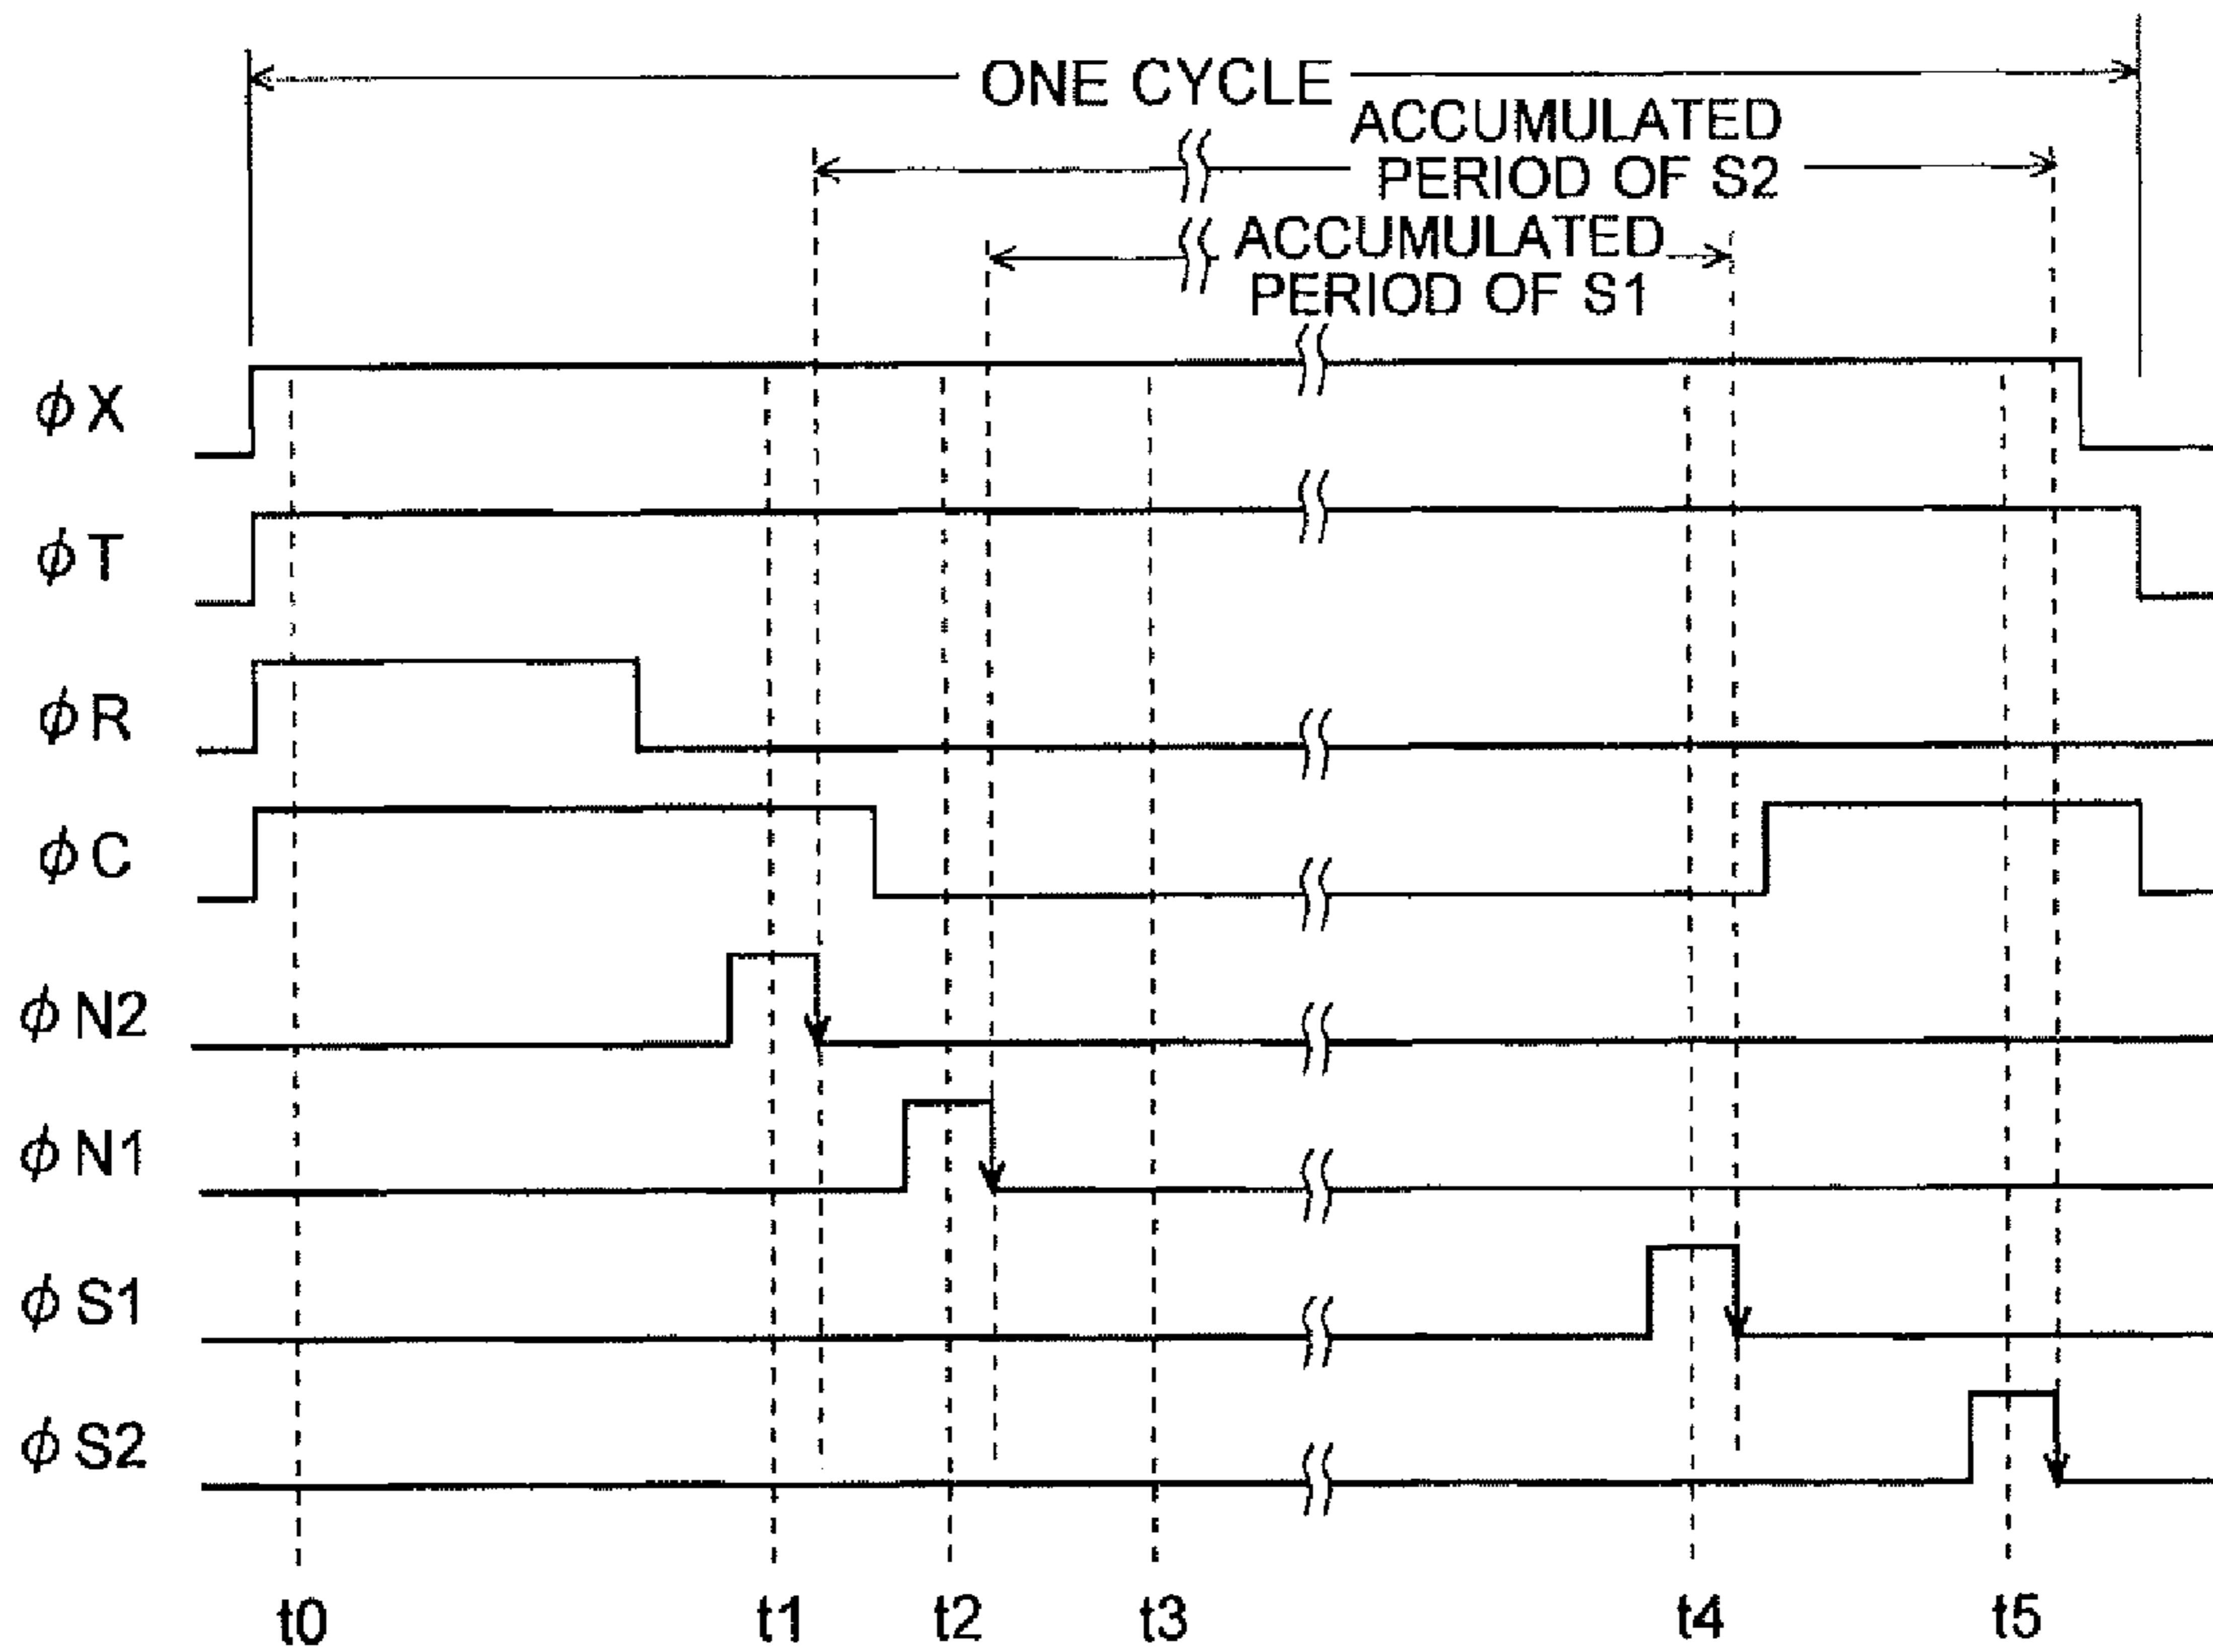 ONE CYCLE
ACCUMULATED
PERIOD OF S2
ACCUMULATED
PERIOD OF S1
ϕX
ϕT
ϕR
ϕC
ϕN2
ϕN1
ϕS1
ϕS2
t0 t1 t2 t3 t4 t5